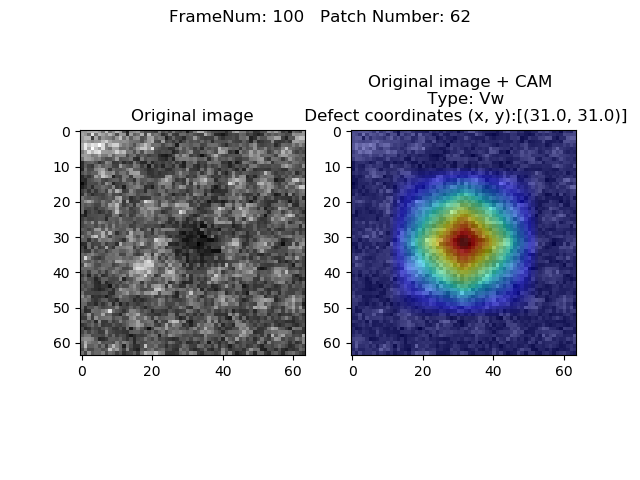 FrameNum: 100   Patch Number: 62
Original image
0
10
20
30
40
50
60
0 20 40 60
Original image + CAM
Type: Vw
Defect coordinates (x, y):[(31.0, 31.0)]
0
10
20
30
40
50
60
0 20 40 60